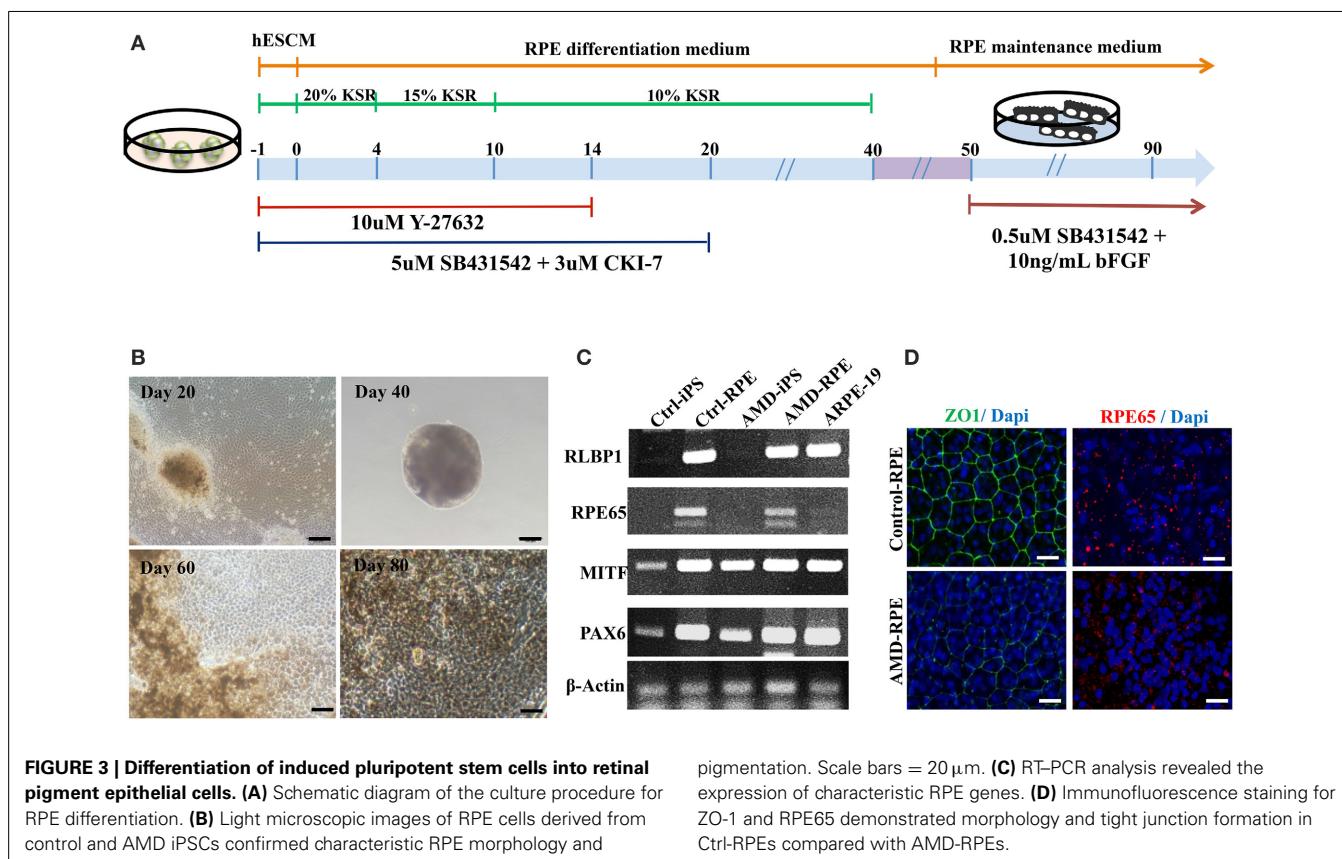 A
hESCM
RPE differentiation medium
RPE maintenance medium
20% KSR
15% KSR
10% KSR
-1
0
4
10
14
20
40
50
90
10uM Y-27632
5uM SB431542 + 3uM CKI-7
0.5uM SB431542 +
10ng/mL bFGF
B
Day 20
Day 40
Day 60
Day 80
C
Ctrl-iPS
Ctrl-RPE
AMD-iPS
AMD-RPE
ARPE-19
RLBP1
RPE65
MITF
PAX6
β-Actin
D
ZO1/ Dapi
RPE65 / Dapi
Control-RPE
AMD-RPE
FIGURE 3 | Differentiation of induced pluripotent stem cells into retinal
pigment epithelial cells. (A) Schematic diagram of the culture procedure for
RPE differentiation. (B) Light microscopic images of RPE cells derived from
control and AMD iPSCs confirmed characteristic RPE morphology and
pigmentation. Scale bars = 20 μm. (C) RT–PCR analysis revealed the
expression of characteristic RPE genes. (D) Immunofluorescence staining for
ZO-1 and RPE65 demonstrated morphology and tight junction formation in
Ctrl-RPEs compared with AMD-RPEs.